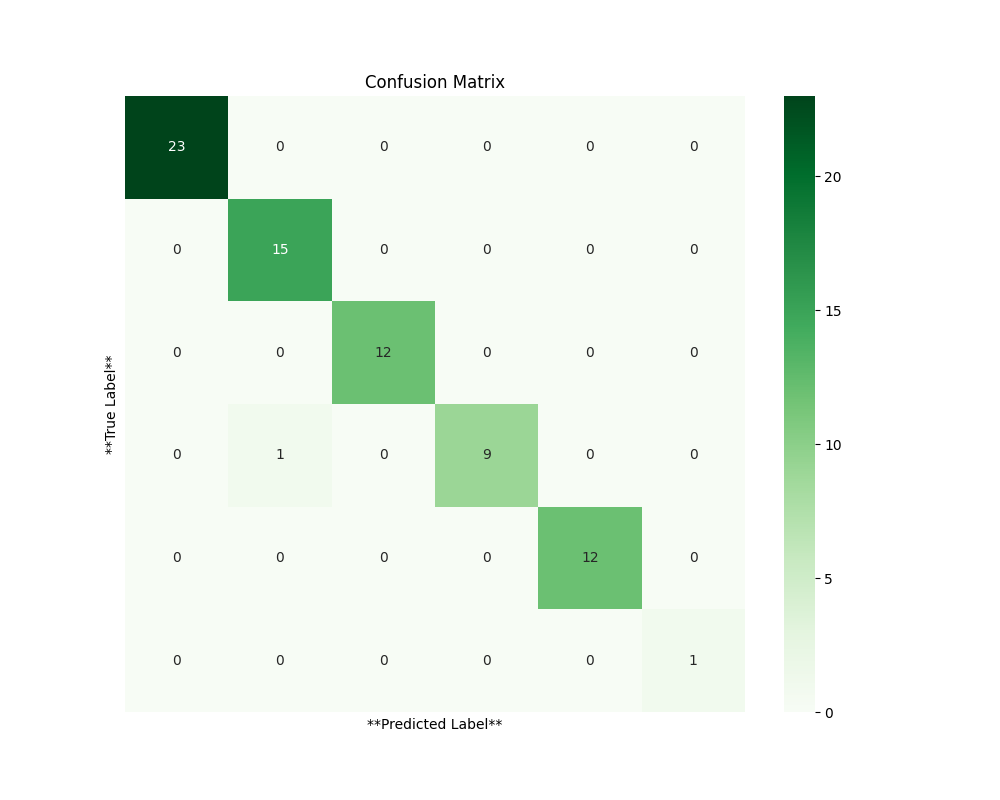 Confusion Matrix
23 0 0 0 0 0
0 15 0 0 0 0
0 0 12 0 0 0
0 1 0 9 0 0
0 0 0 0 12 0
0 0 0 0 0 1
**True Label**
**Predicted Label**
20
15
10
5
0